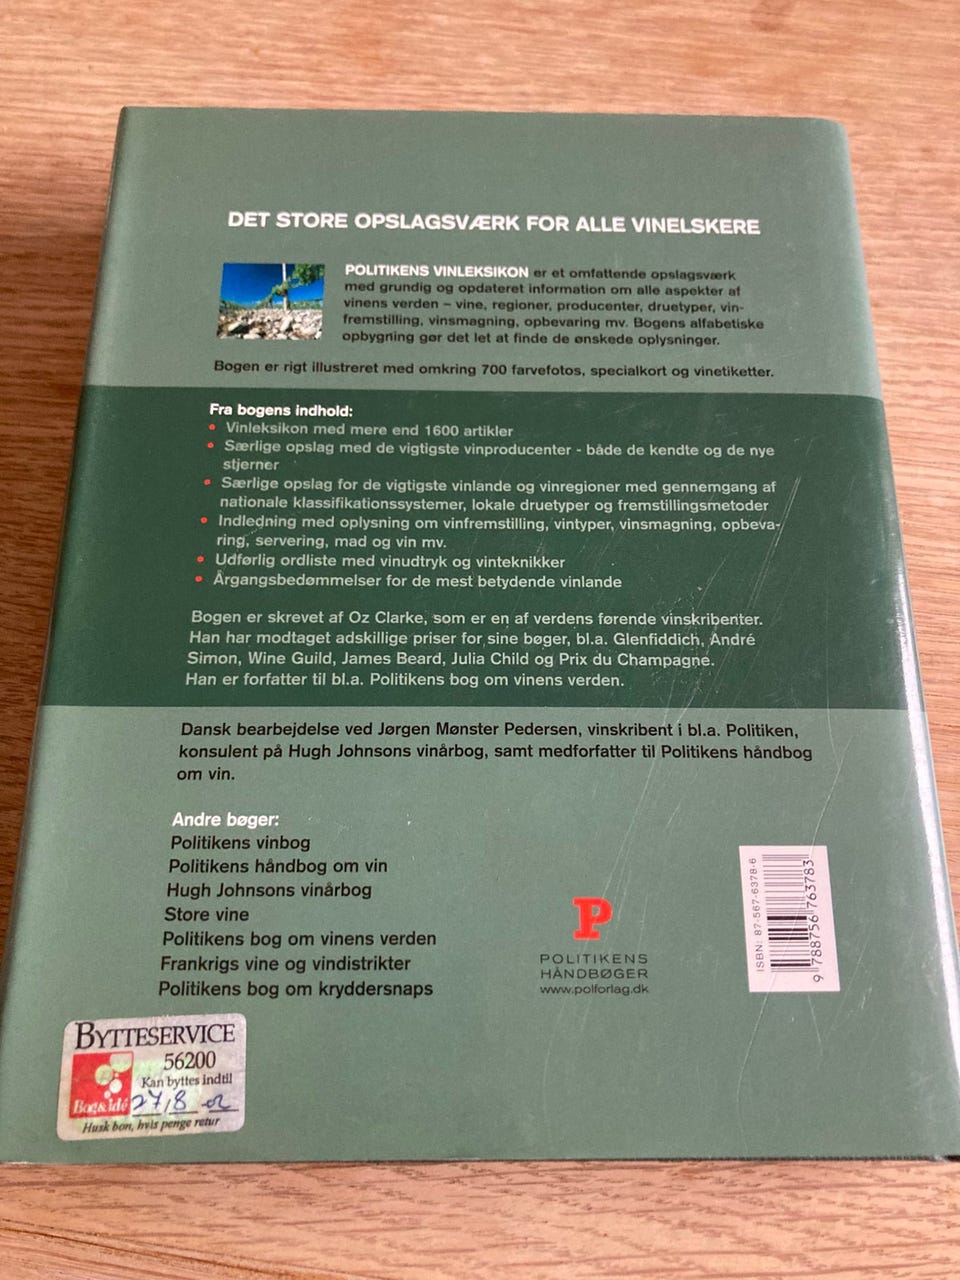 DET STORE OPSLAGSVÆRK FOR ALLE VINELSKERE
POLITIKENS VINLEKSIKON er et omfattende opslagsværk
med grundig og opdateret information om alle aspekter af
vinens verden – vine, regioner, producenter, druetyper, vin-
fremstilling, vinsmagning, opbevaring mv. Bogens alfabetiske
opbygning gør det let at finde de ønskede oplysninger.
Bogen er rigt illustreret med omkring 700 farvefotos, specialkort og vinetiketter.
Fra bogens indhold:
• Vinleksikon med mere end 1600 artikler
• Særlige opslag med de vigtigste vinproducenter - både de kendte og de nye
stjerner
• Særlige opslag for de vigtigste vinlande og vinregioner med gennemgang af
nationale klassifikationssystemer, lokale druetyper og fremstillingsmetoder
• Indledning med oplysning om vinfremstilling, vintyper, vinsmagning, opbeva-
ring, servering, mad og vin mv.
• Udførlig ordliste med vinudtryk og vinteknikker
• Årgangsbedømmelser for de mest betydende vinlande
Bogen er skrevet af Oz Clarke, som er en af verdens førende vinskribenter.
Han har modtaget adskillige priser for sine bøger, bl.a. Glenfiddich, André
Simon, Wine Guild, James Beard, Julia Child og Prix du Champagne.
Han er forfatter til bl.a. Politikens bog om vinens verden.
Dansk bearbejdelse ved Jørgen Mønster Pedersen, vinskribent i bl.a. Politiken,
konsulent på Hugh Johnsons vinårbog, samt medforfatter til Politikens håndbog
om vin.
Andre bøger:
Politikens vinbog
Politikens håndbog om vin
Hugh Johnsons vinårbog
Store vine
Politikens bog om vinens verden
Frankrigs vine og vindistrikter
Politikens bog om kryddersnaps
P
POLITIKENS
HÅNDBØGER
www.polforlag.dk
ISBN: 87-567-6378-6
9 788756 763783
BYTTESERVICE
56200
Kan byttes indtil
Bog&idé
27,8 -02
Husk bon, hvis penge retur